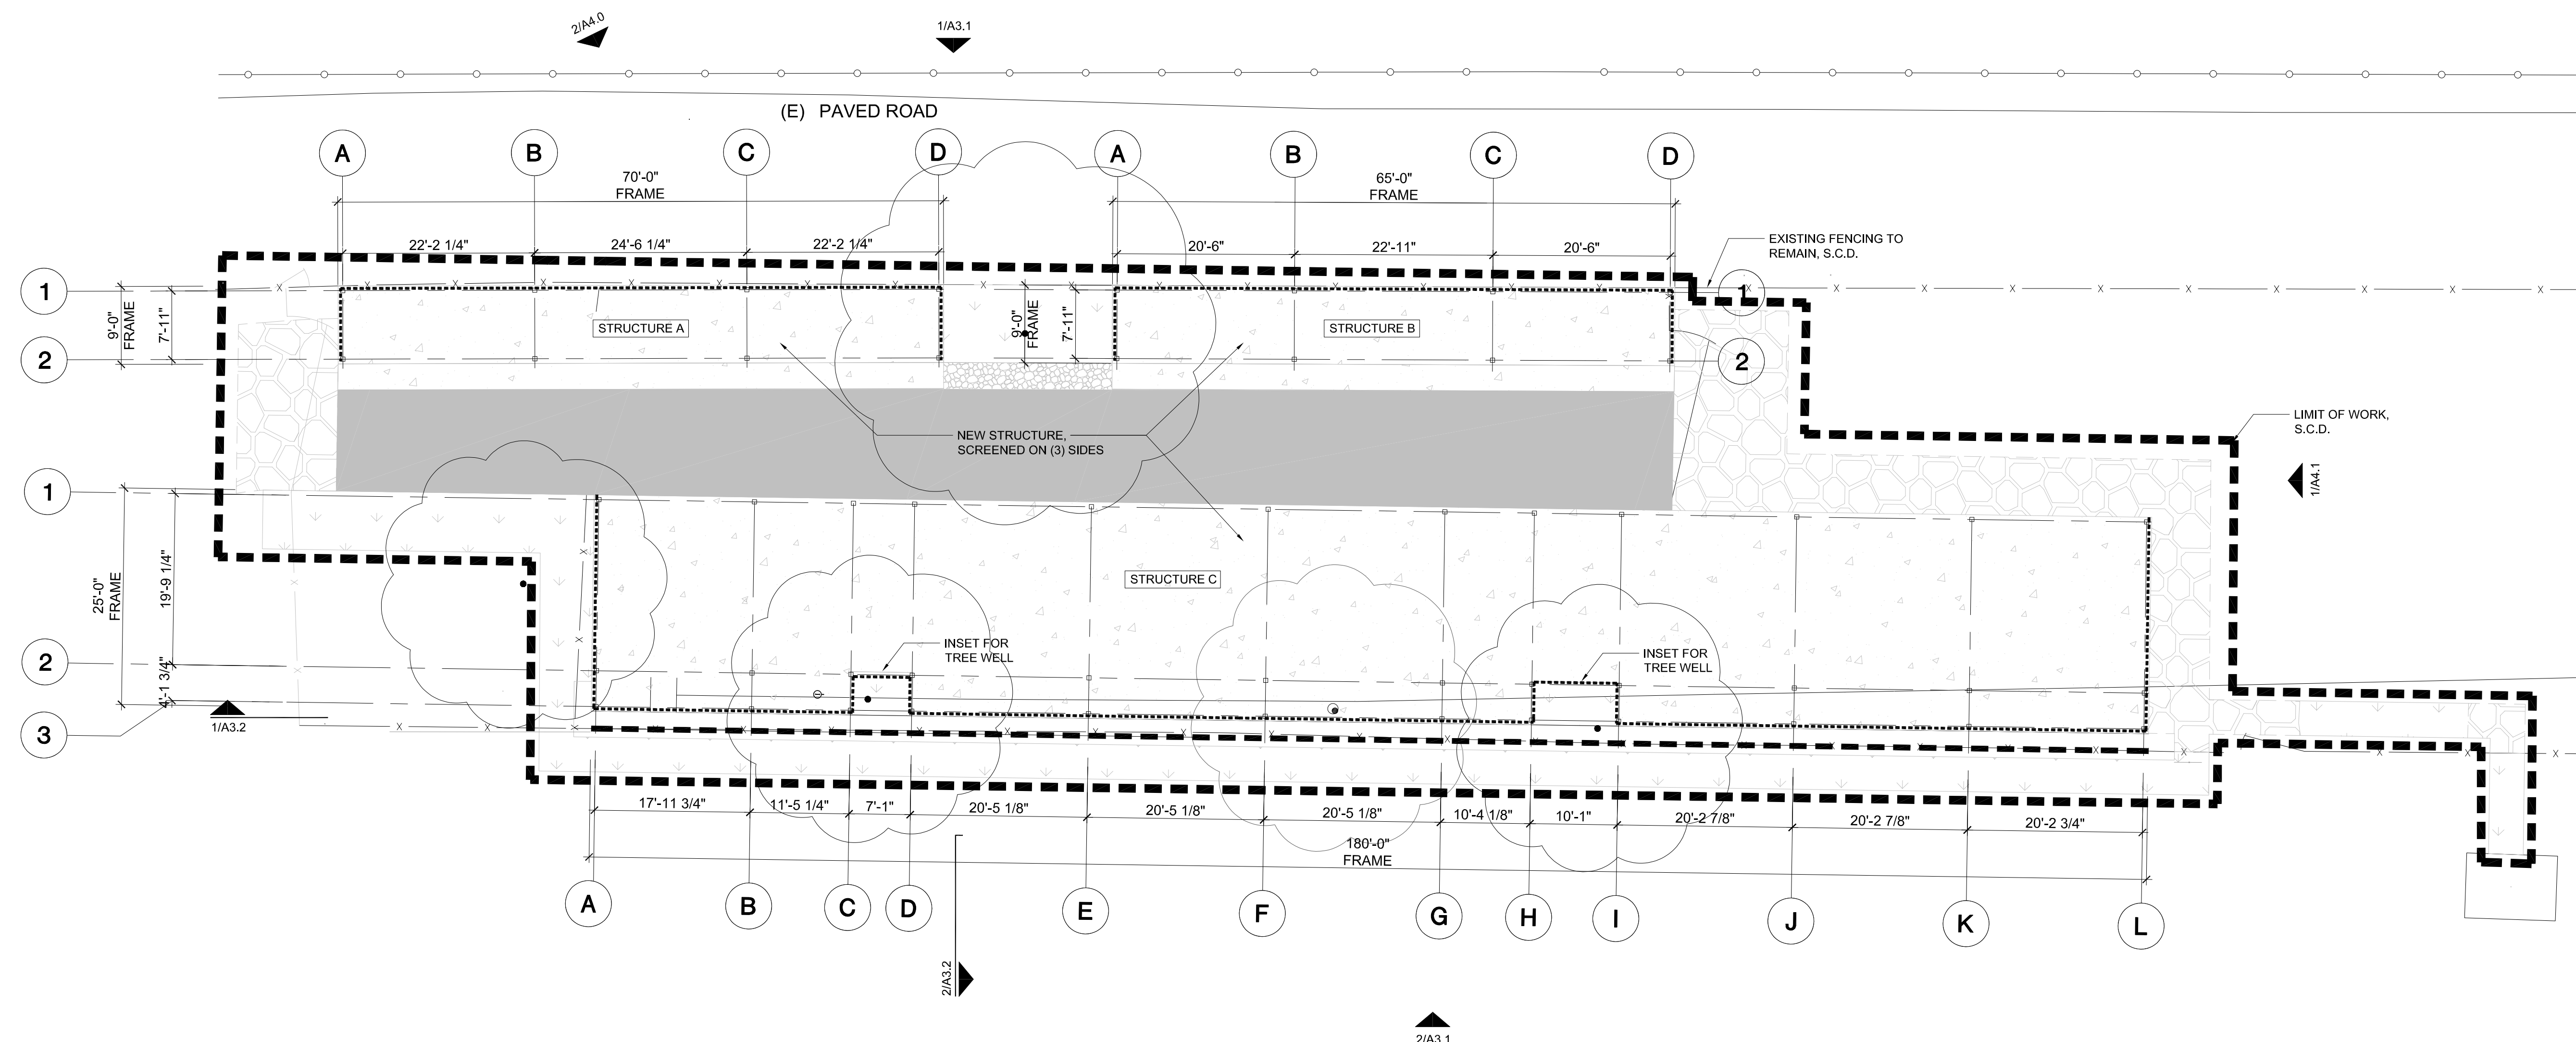 2/A4.0
1/A3.1
(E) PAVED ROAD
A
B
C
D
A
B
C
D
70'-0"
FRAME
65'-0"
FRAME
22'-2 1/4"
24'-6 1/4"
22'-2 1/4"
20'-6"
22'-11"
20'-6"
EXISTING FENCING TO
REMAIN, S.C.D.
1
9'-0"
FRAME
7'-11"
STRUCTURE A
9'-0"
FRAME
7'-11"
STRUCTURE B
1
2
2
NEW STRUCTURE,
SCREENED ON (3) SIDES
LIMIT OF WORK,
S.C.D.
1/A4.1
1
25'-0"
FRAME
19'-9 1/4"
STRUCTURE C
INSET FOR
TREE WELL
INSET FOR
TREE WELL
2
4'-1 3/4"
3
1/A3.2
17'-11 3/4"
11'-5 1/4"
7'-1"
20'-5 1/8"
20'-5 1/8"
20'-5 1/8"
10'-4 1/8"
10'-1"
20'-2 7/8"
20'-2 7/8"
20'-2 3/4"
180'-0"
FRAME
A
B
C
D
E
F
G
H
I
J
K
L
2/A3.2
2/A3.1